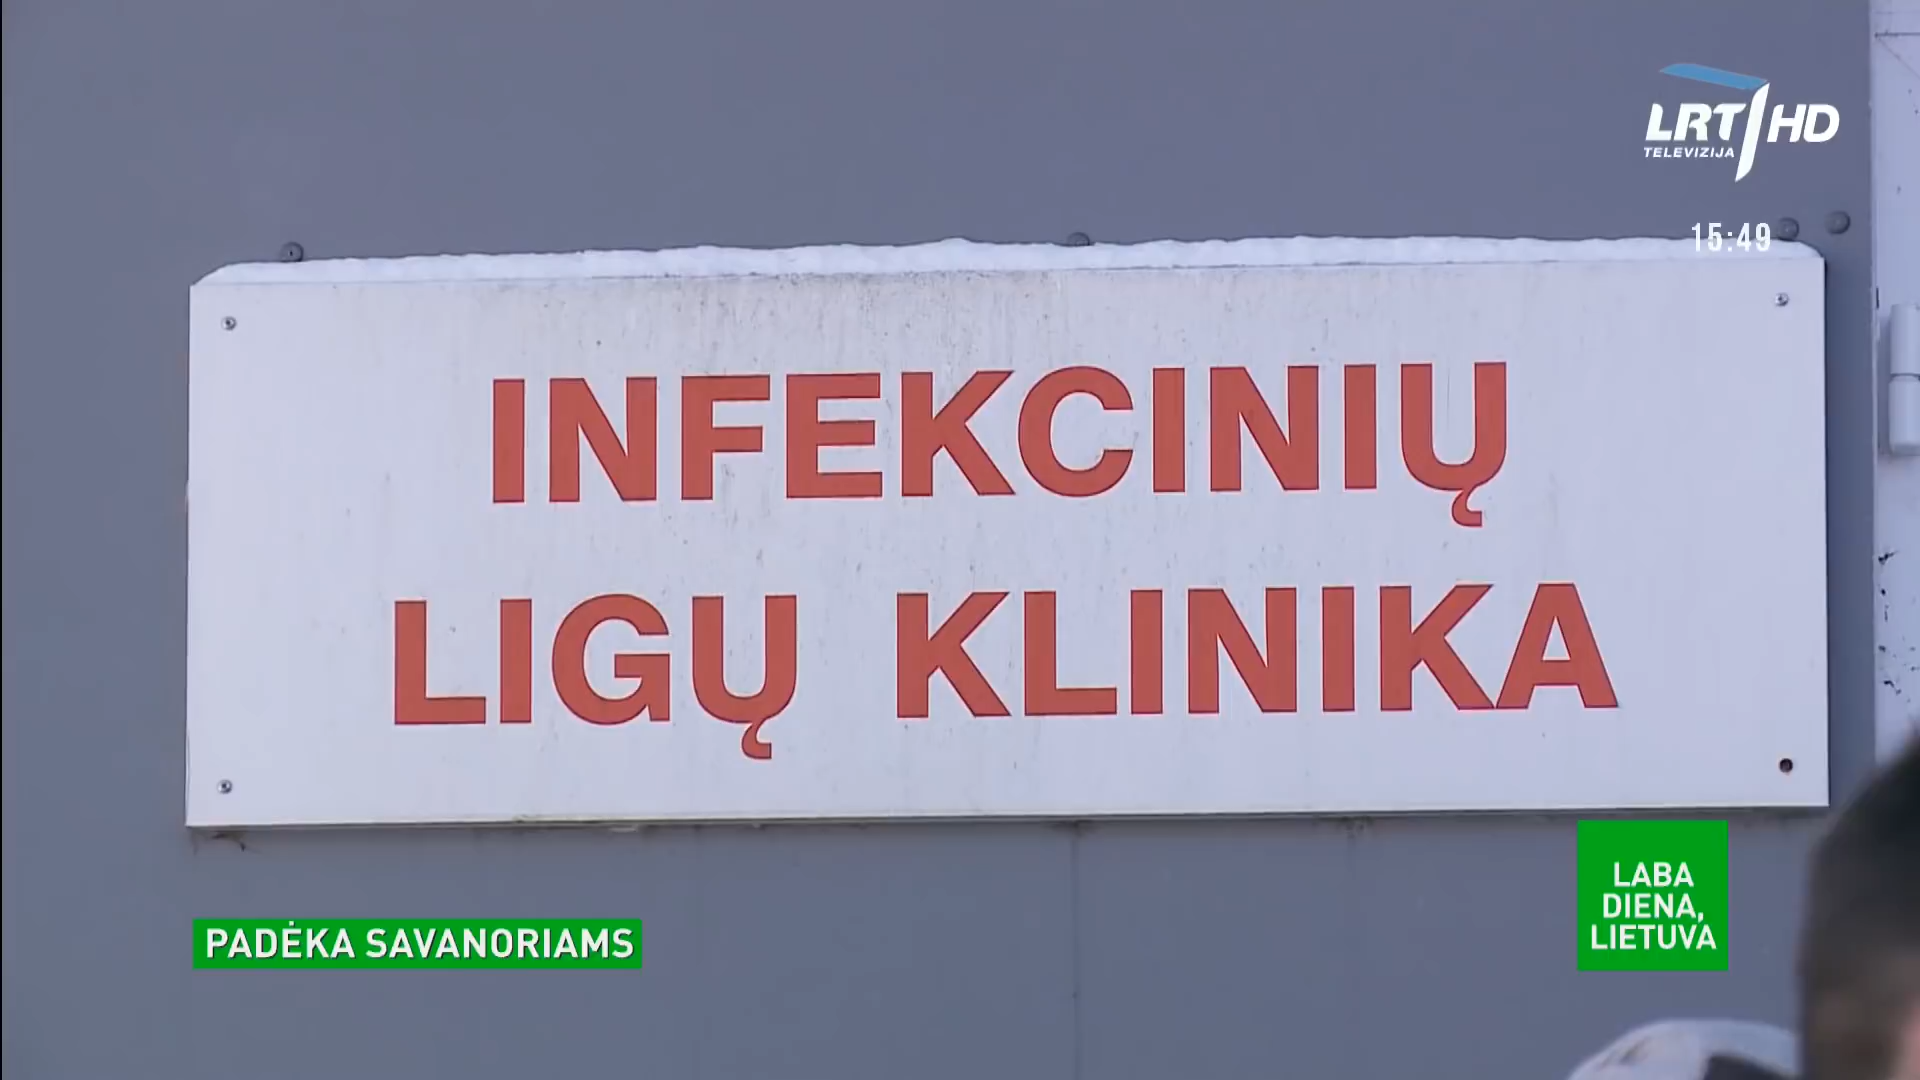 LRT HD
TELEVIZIJA
15:49
INFEKCINIŲ
LIGŲ KLINIKA
LABA
DIENA,
LIETUVA
PADĖKA SAVANORIAMS